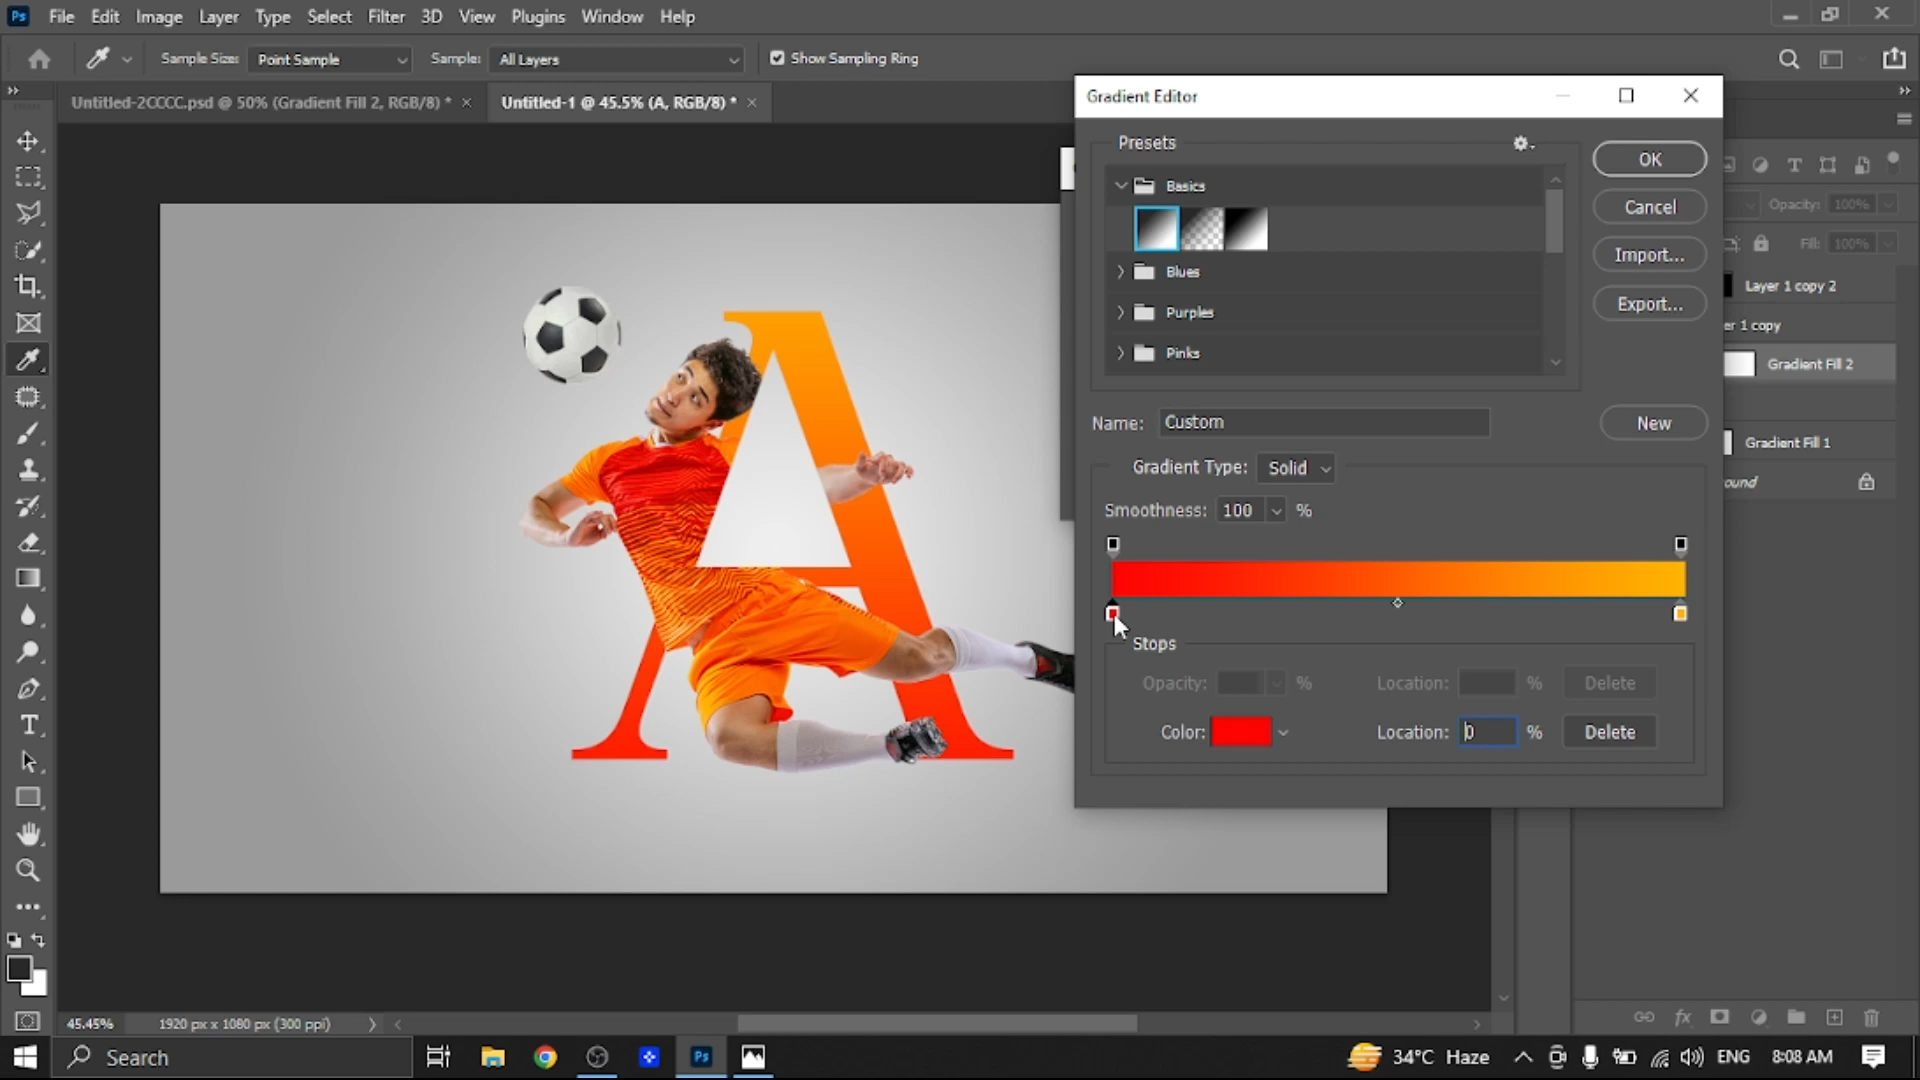 Ps File Edit Image Layer Type Select Filter 3D View Plugins Window Help
Sample Size: Point Sample Sample: All Layers Show Sampling Ring
Untitled-2CCCC.psd @ 50% (Gradient Fill 2, RGB/8) * × Untitled-1 @ 45.5% (A, RGB/8) * ×
Gradient Editor
Presets
Basics
Blues
Purples
Pinks
OK
Cancel
Import...
Export...
Name: Custom New
Gradient Type: Solid
Smoothness: 100 %
Stops
Opacity: % Location: % Delete
Color: Location: 0 % Delete
Opacity: 100%
Fill: 100%
Layer 1 copy 2
er 1 copy
Gradient Fill 2
Gradient Fill 1
ound
A
45.45% 1920 px x 1080 px (300 ppi)
Search Ps 34°C Haze ENG 8:08 AM